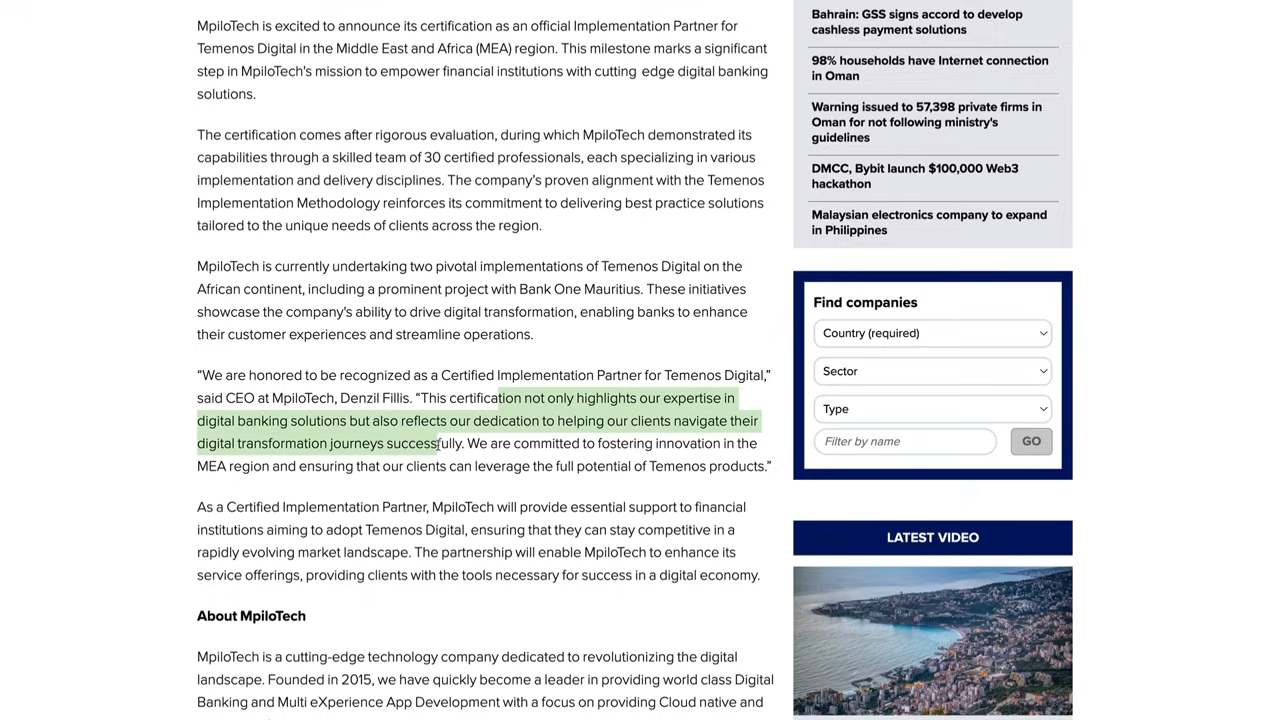 MpiloTech is excited to announce its certification as an official Implementation Partner for
Temenos Digital in the Middle East and Africa (MEA) region. This milestone marks a significant
step in MpiloTech's mission to empower financial institutions with cutting edge digital banking
solutions.
The certification comes after rigorous evaluation, during which MpiloTech demonstrated its
capabilities through a skilled team of 30 certified professionals, each specializing in various
implementation and delivery disciplines. The company’s proven alignment with the Temenos
Implementation Methodology reinforces its commitment to delivering best practice solutions
tailored to the unique needs of clients across the region.
MpiloTech is currently undertaking two pivotal implementations of Temenos Digital on the
African continent, including a prominent project with Bank One Mauritius. These initiatives
showcase the company's ability to drive digital transformation, enabling banks to enhance
their customer experiences and streamline operations.
“We are honored to be recognized as a Certified Implementation Partner for Temenos Digital,”
said CEO at MpiloTech, Denzil Fillis. “This certification not only highlights our expertise in
digital banking solutions but also reflects our dedication to helping our clients navigate their
digital transformation journeys successfully. We are committed to fostering innovation in the
MEA region and ensuring that our clients can leverage the full potential of Temenos products.”
As a Certified Implementation Partner, MpiloTech will provide essential support to financial
institutions aiming to adopt Temenos Digital, ensuring that they can stay competitive in a
rapidly evolving market landscape. The partnership will enable MpiloTech to enhance its
service offerings, providing clients with the tools necessary for success in a digital economy.
About MpiloTech
MpiloTech is a cutting-edge technology company dedicated to revolutionizing the digital
landscape. Founded in 2015, we have quickly become a leader in providing world class Digital
Banking and Multi eXperience App Development with a focus on providing Cloud native and
Bahrain: GSS signs accord to develop
cashless payment solutions
98% households have Internet connection
in Oman
Warning issued to 57,398 private firms in
Oman for not following ministry's
guidelines
DMCC, Bybit launch $100,000 Web3
hackathon
Malaysian electronics company to expand
in Philippines
Find companies
Country (required)
Sector
Type
Filter by name
GO
LATEST VIDEO